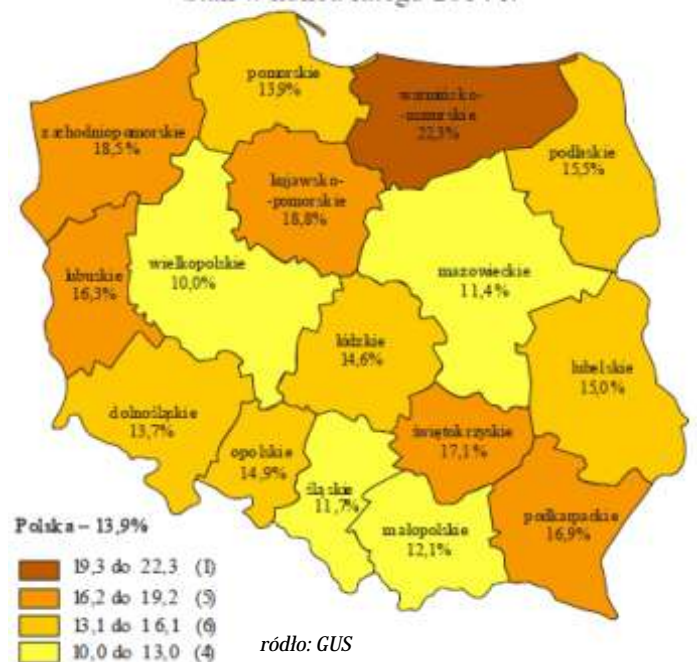 pomorskie
13,9%
warmińsko-
-mazurskie
22,3%
zachodniopomorskie
18,5%
podlaskie
15,5%
kujawsko-
-pomorskie
18,8%
wielkopolskie
10,0%
mazowieckie
11,4%
lubuskie
16,3%
łódzkie
14,6%
lubelskie
15,0%
dolnośląskie
13,7%
opolskie
14,9%
świętokrzyskie
17,1%
śląskie
11,7%
małopolskie
12,1%
podkarpackie
16,9%
Polska – 13,9%
19,3 do 22,3 (1)
16,2 do 19,2 (5)
13,1 do 16,1 (6)
10,0 do 13,0 (4)
ródło: GUS